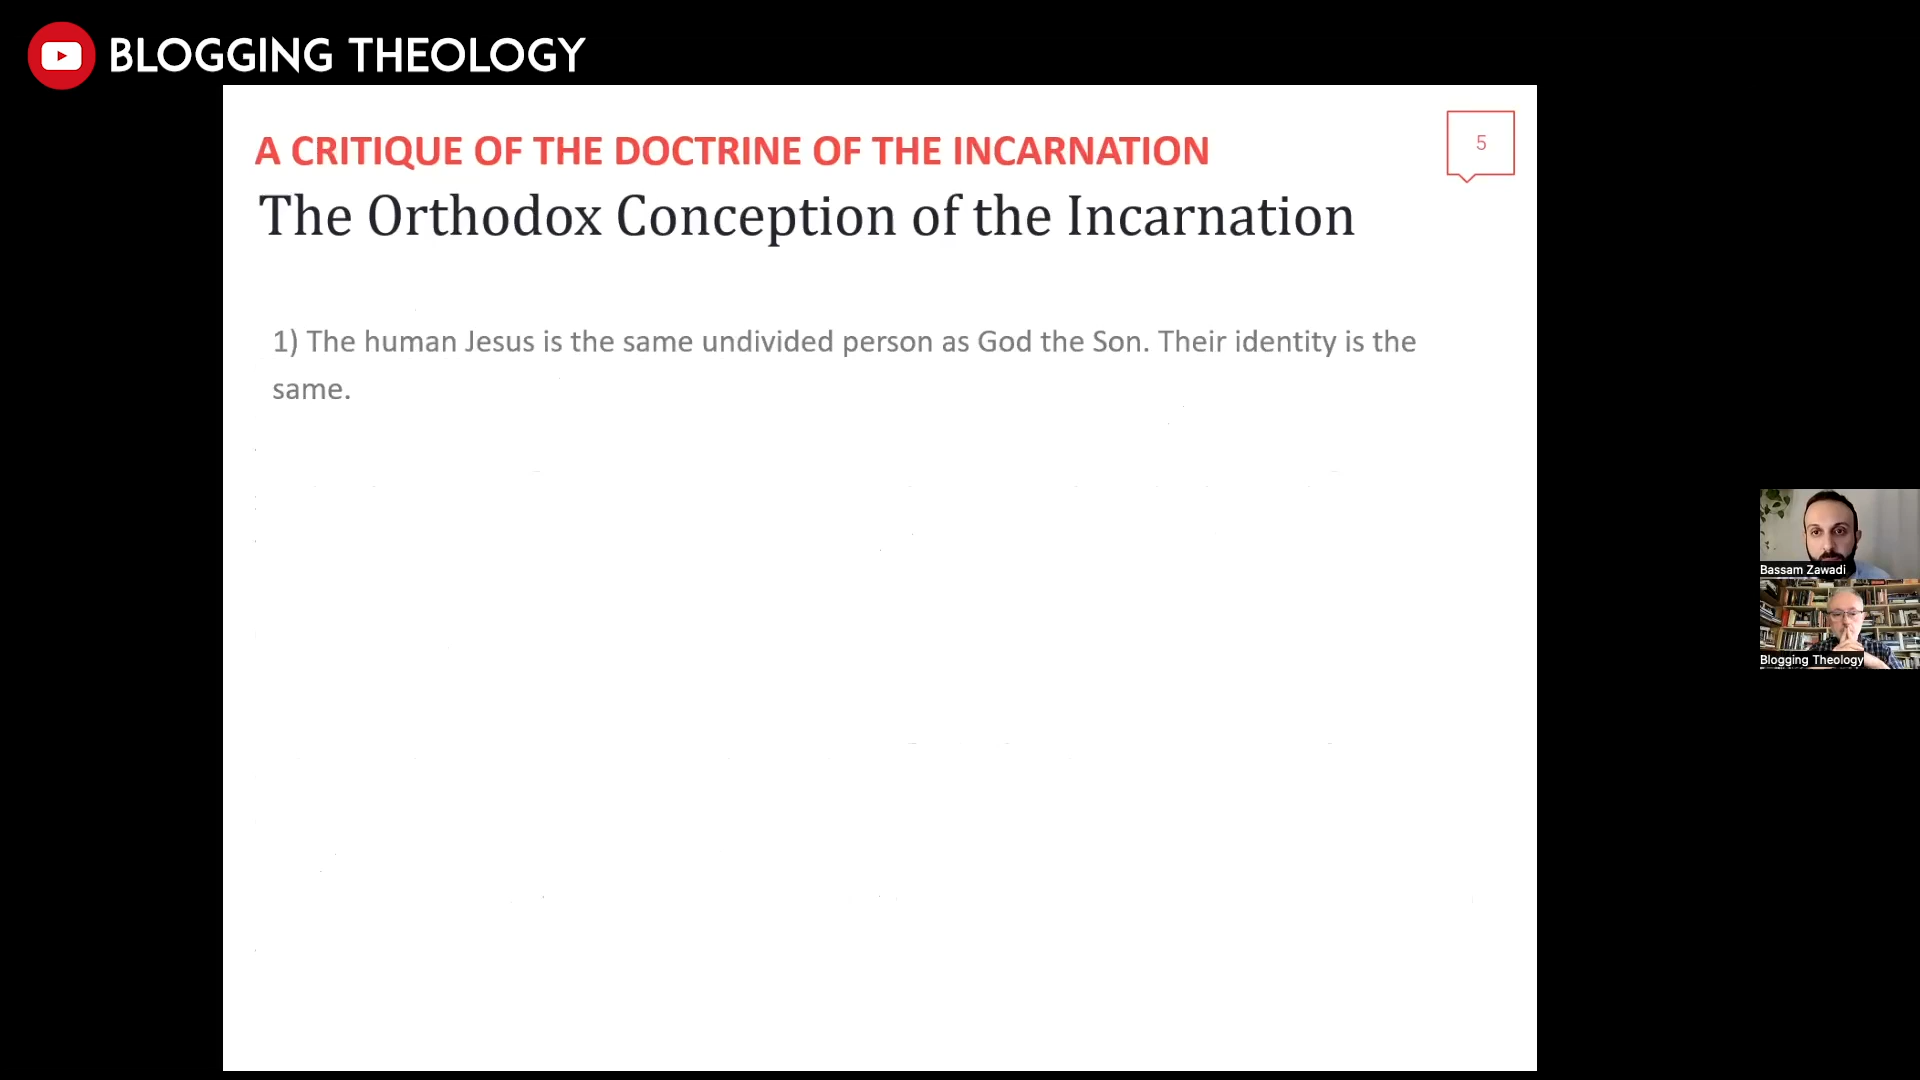 BLOGGING THEOLOGY
A CRITIQUE OF THE DOCTRINE OF THE INCARNATION
5
The Orthodox Conception of the Incarnation
1) The human Jesus is the same undivided person as God the Son. Their identity is the
same.
Bassam Zawadi
Blogging Theology